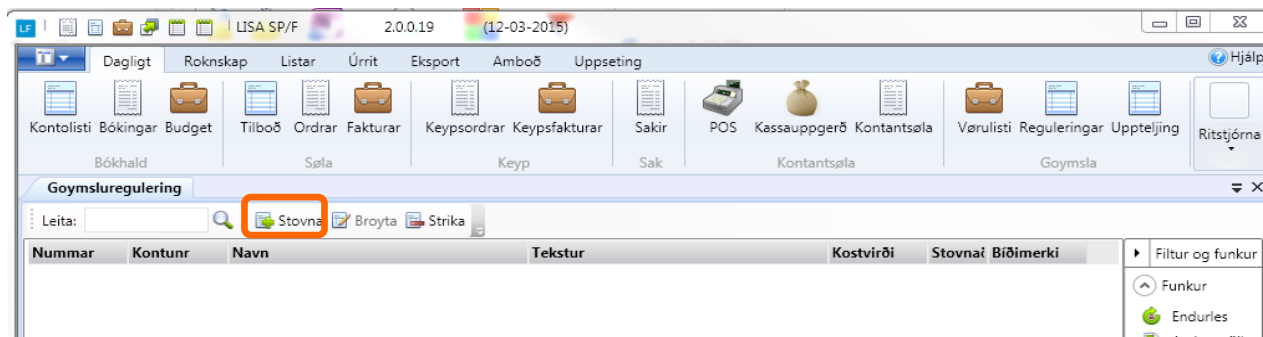 LF LISA SP/F 2.0.0.19 (12-03-2015)
Dagligt Roknskap Listar Úrrit Eksport Amboð Uppseting Hjálp
Kontolisti Bókingar Budget Tilboð Ordrar Fakturar Keypsordrar Keypsfakturar Sakir POS Kassauppgerð Kontantsøla Vørulisti Reguleringar Uppteljing Ritstjórna
Bókhald Søla Keyp Sak Kontantsøla Goymsla
Goymsluregulering
Leita: Stovna Broyta Strika
Nummar Kontunr Navn Tekstur Kostvirði Stovnað Bíðimerki Filtur og funkur
Funkur
Endurles